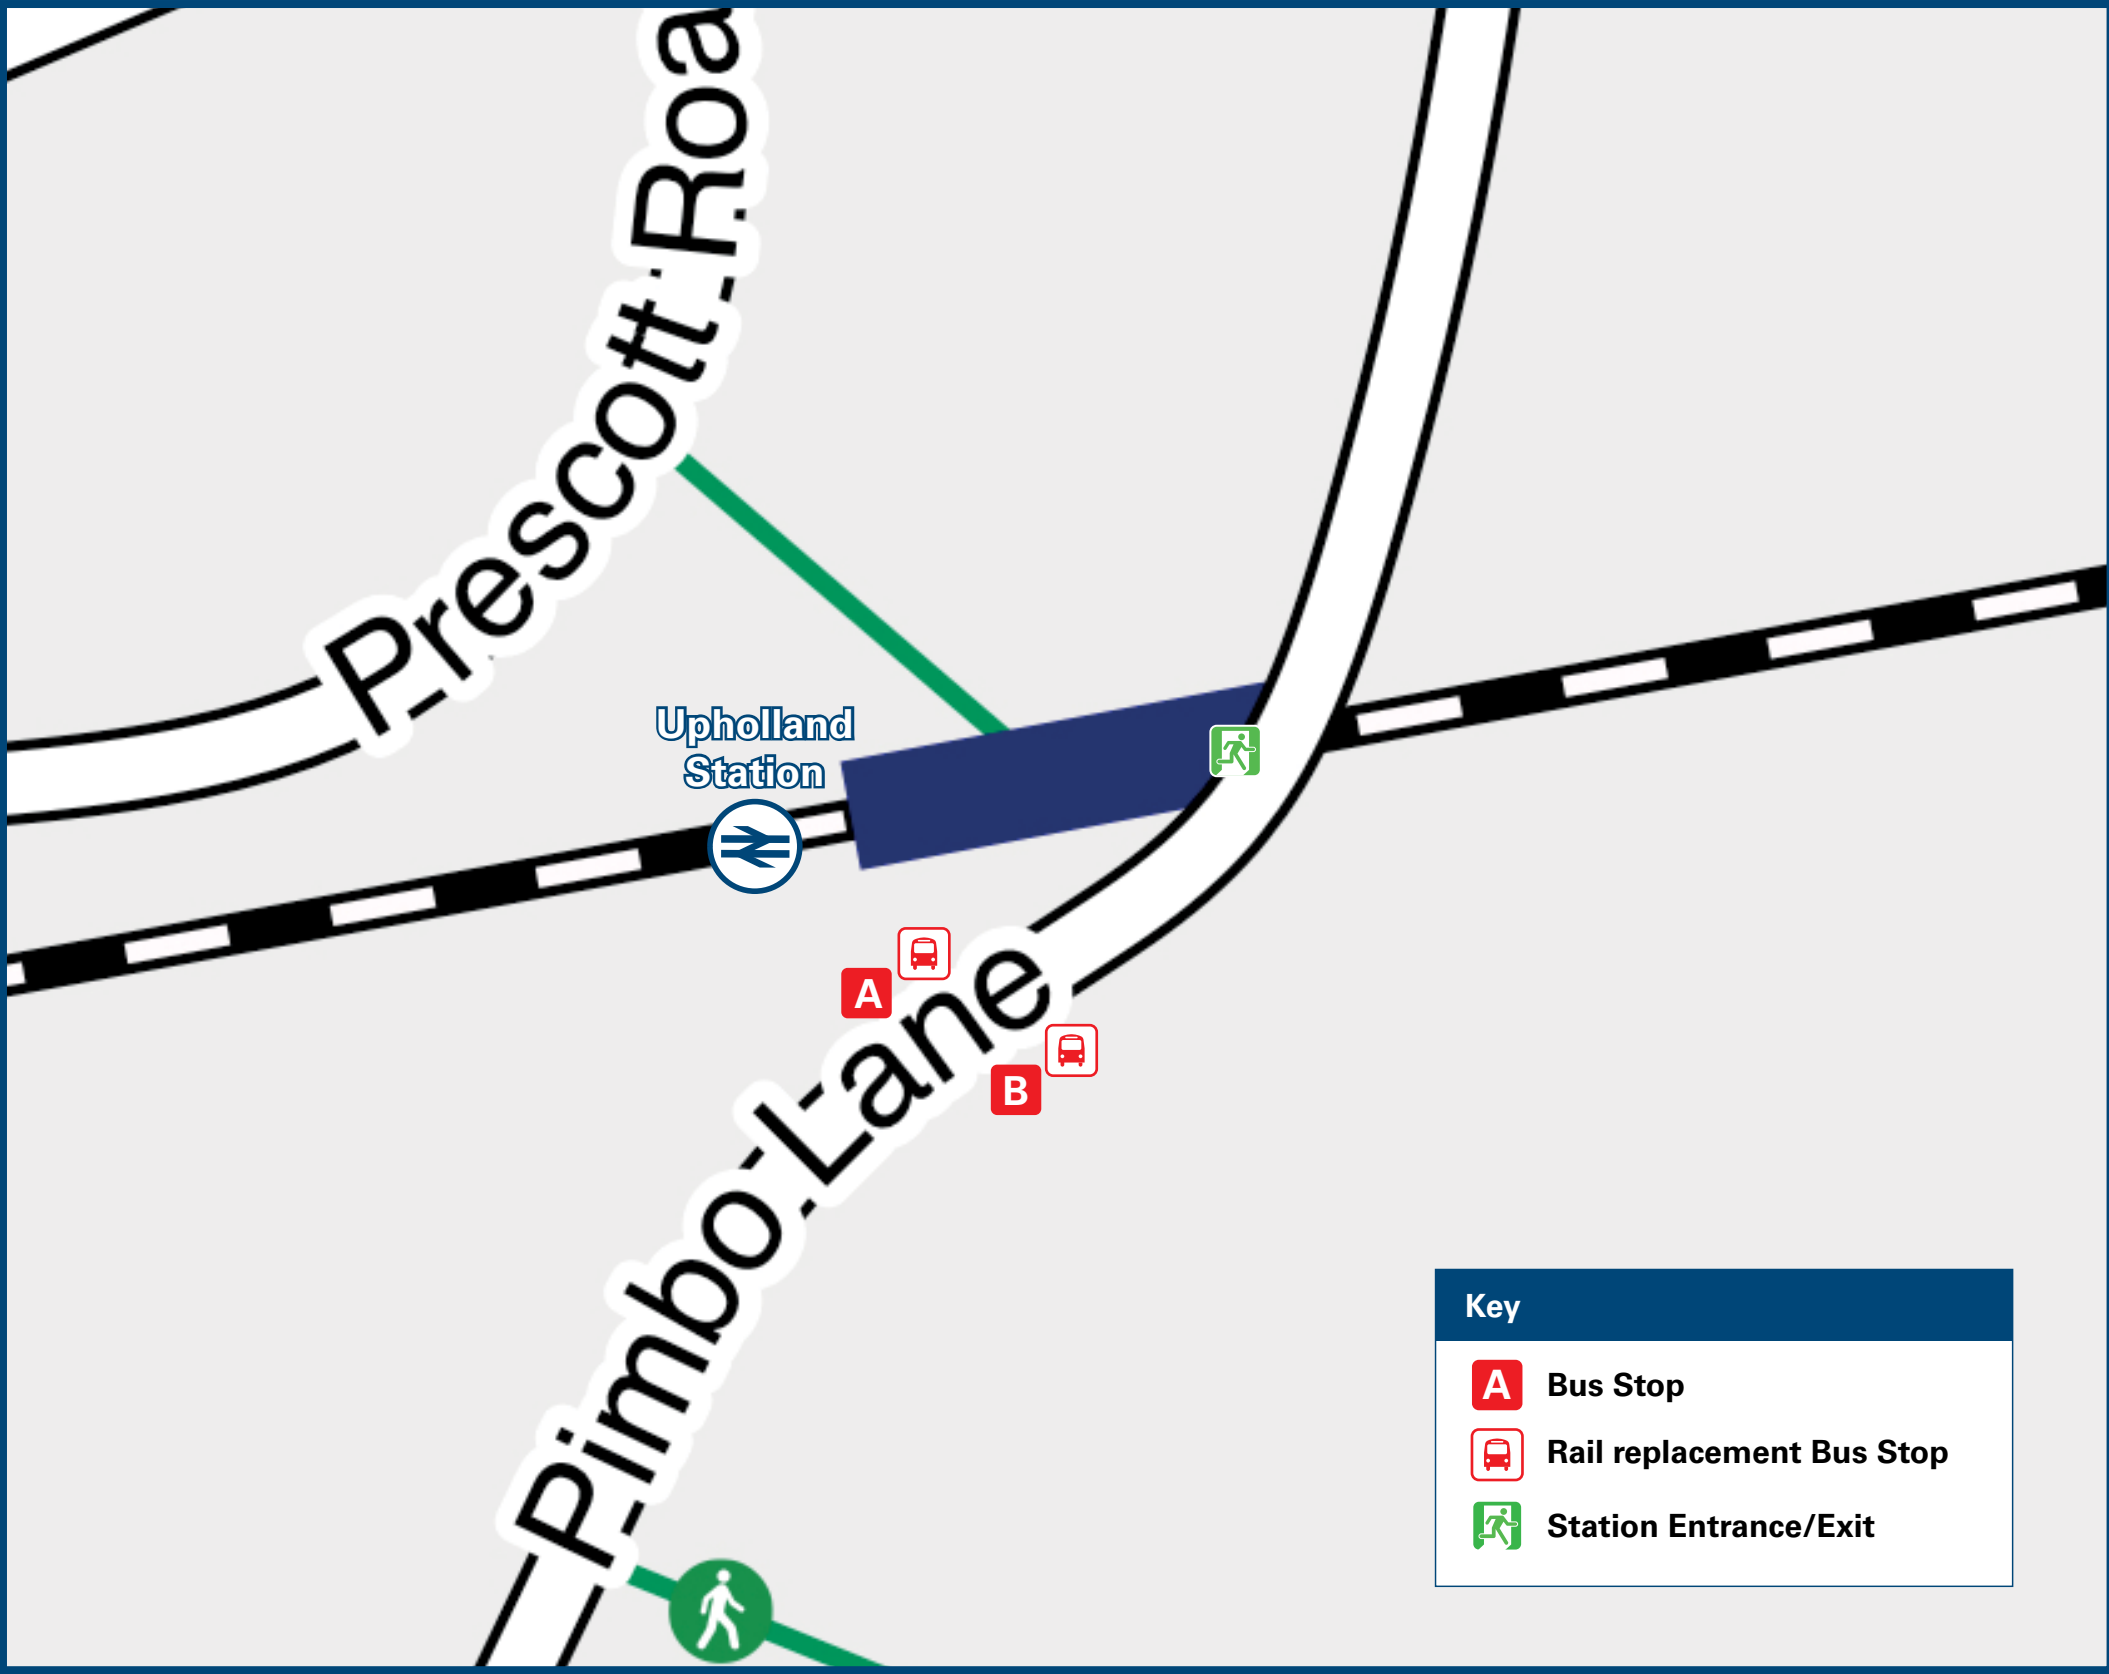 Prescott Roa
Upholland
Station
A
B
Pimbo Lane
Key
A Bus Stop
Rail replacement Bus Stop
Station Entrance/Exit